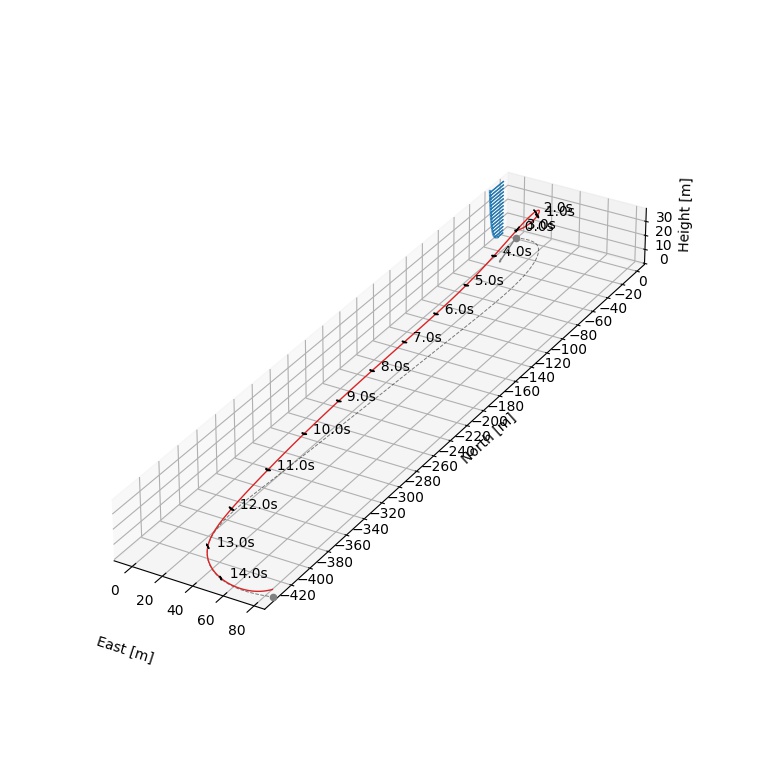 Height [m]
30
20
10
0
0
−20
−40
−60
−80
−100
−120
−140
−160
−180
−200
−220
−240
−260
−280
−300
−320
−340
−360
−380
−400
−420
North [m]
0
20
40
60
80
East [m]
0.0s
1.0s
2.0s
3.0s
4.0s
5.0s
6.0s
7.0s
8.0s
9.0s
10.0s
11.0s
12.0s
13.0s
14.0s